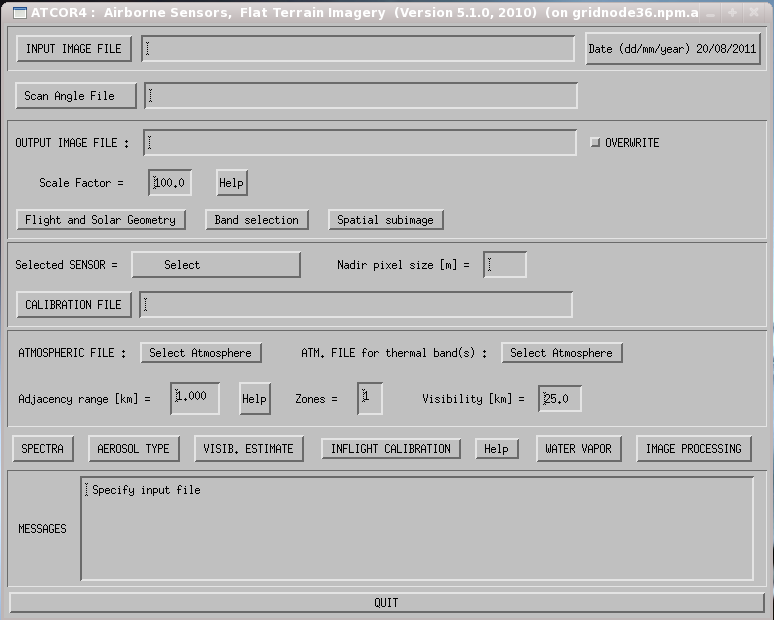 ATCOR4 : Airborne Sensors, Flat Terrain Imagery (Version 5.1.0, 2010) (on gridnode36.npm.a
INPUT IMAGE FILE Date (dd/mm/year) 20/08/2011
Scan Angle File
OUTPUT IMAGE FILE : OVERWRITE
Scale Factor = 100.0 Help
Flight and Solar Geometry Band selection Spatial subimage
Selected SENSOR = Select Nadir pixel size [m] =
CALIBRATION FILE
ATMOSPHERIC FILE : Select Atmosphere ATM. FILE for thermal band(s) : Select Atmosphere
Adjacency range [km] = 1.000 Help Zones = 1 Visibility [km] = 25.0
SPECTRA AEROSOL TYPE VISIB. ESTIMATE INFLIGHT CALIBRATION Help WATER VAPOR IMAGE PROCESSING
Specify input file
MESSAGES
QUIT